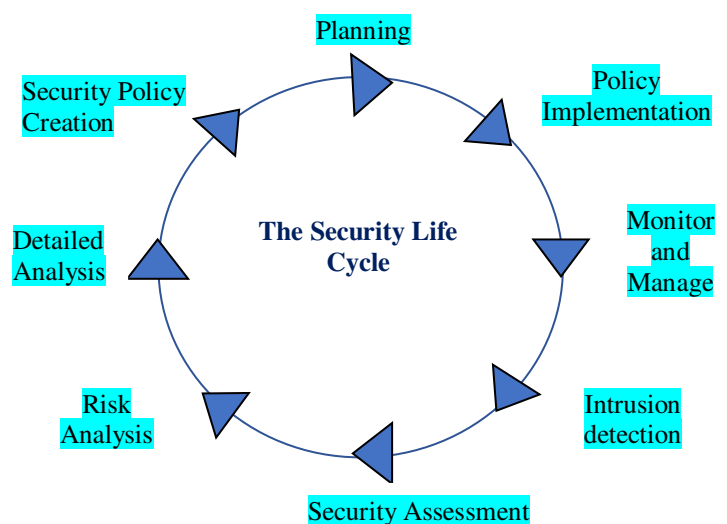 Planning
Security Policy
Creation
Policy
Implementation
The Security Life
Cycle
Detailed
Analysis
Monitor
and
Manage
Risk
Analysis
Intrusion
detection
Security Assessment